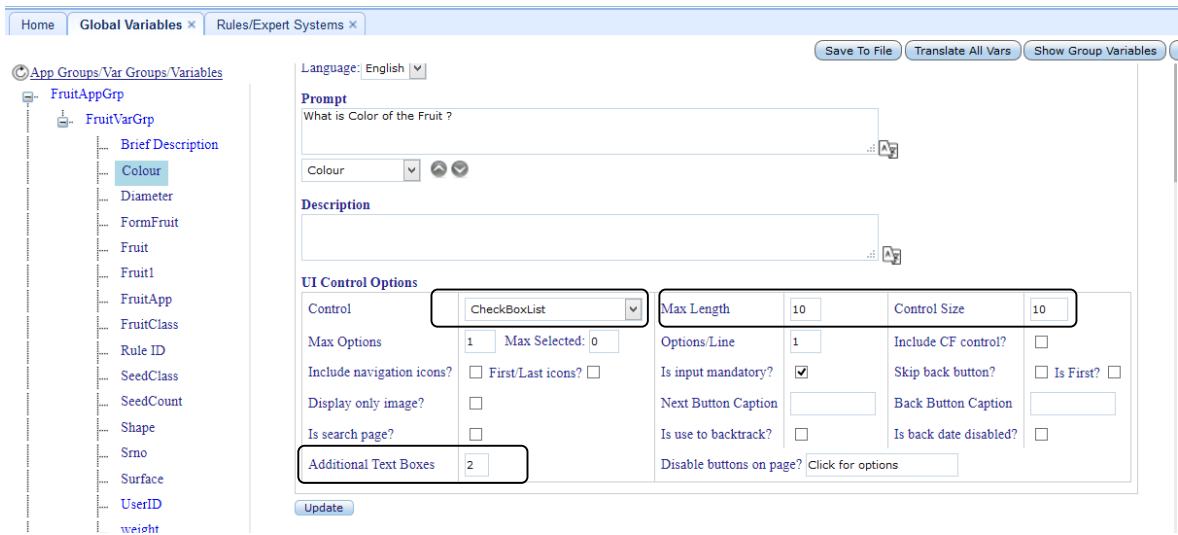 Home Global Variables × Rules/Expert Systems ×
Save To File Translate All Vars Show Group Variables
App Groups/Var Groups/Variables
FruitAppGrp
FruitVarGrp
Brief Description
Colour
Diameter
FormFruit
Fruit
Fruit1
FruitApp
FruitClass
Rule ID
SeedClass
SeedCount
Shape
Srno
Surface
UserID
weight
Language: English
Prompt
What is Color of the Fruit ?
Colour
Description
UI Control Options
Control CheckBoxList Max Length 10 Control Size 10
Max Options 1 Max Selected: 0 Options/Line 1 Include CF control?
Include navigation icons? First/Last icons? Is input mandatory? Skip back button? Is First?
Display only image? Next Button Caption Back Button Caption
Is search page? Is use to backtrack? Is back date disabled?
Additional Text Boxes 2 Disable buttons on page? Click for options
Update